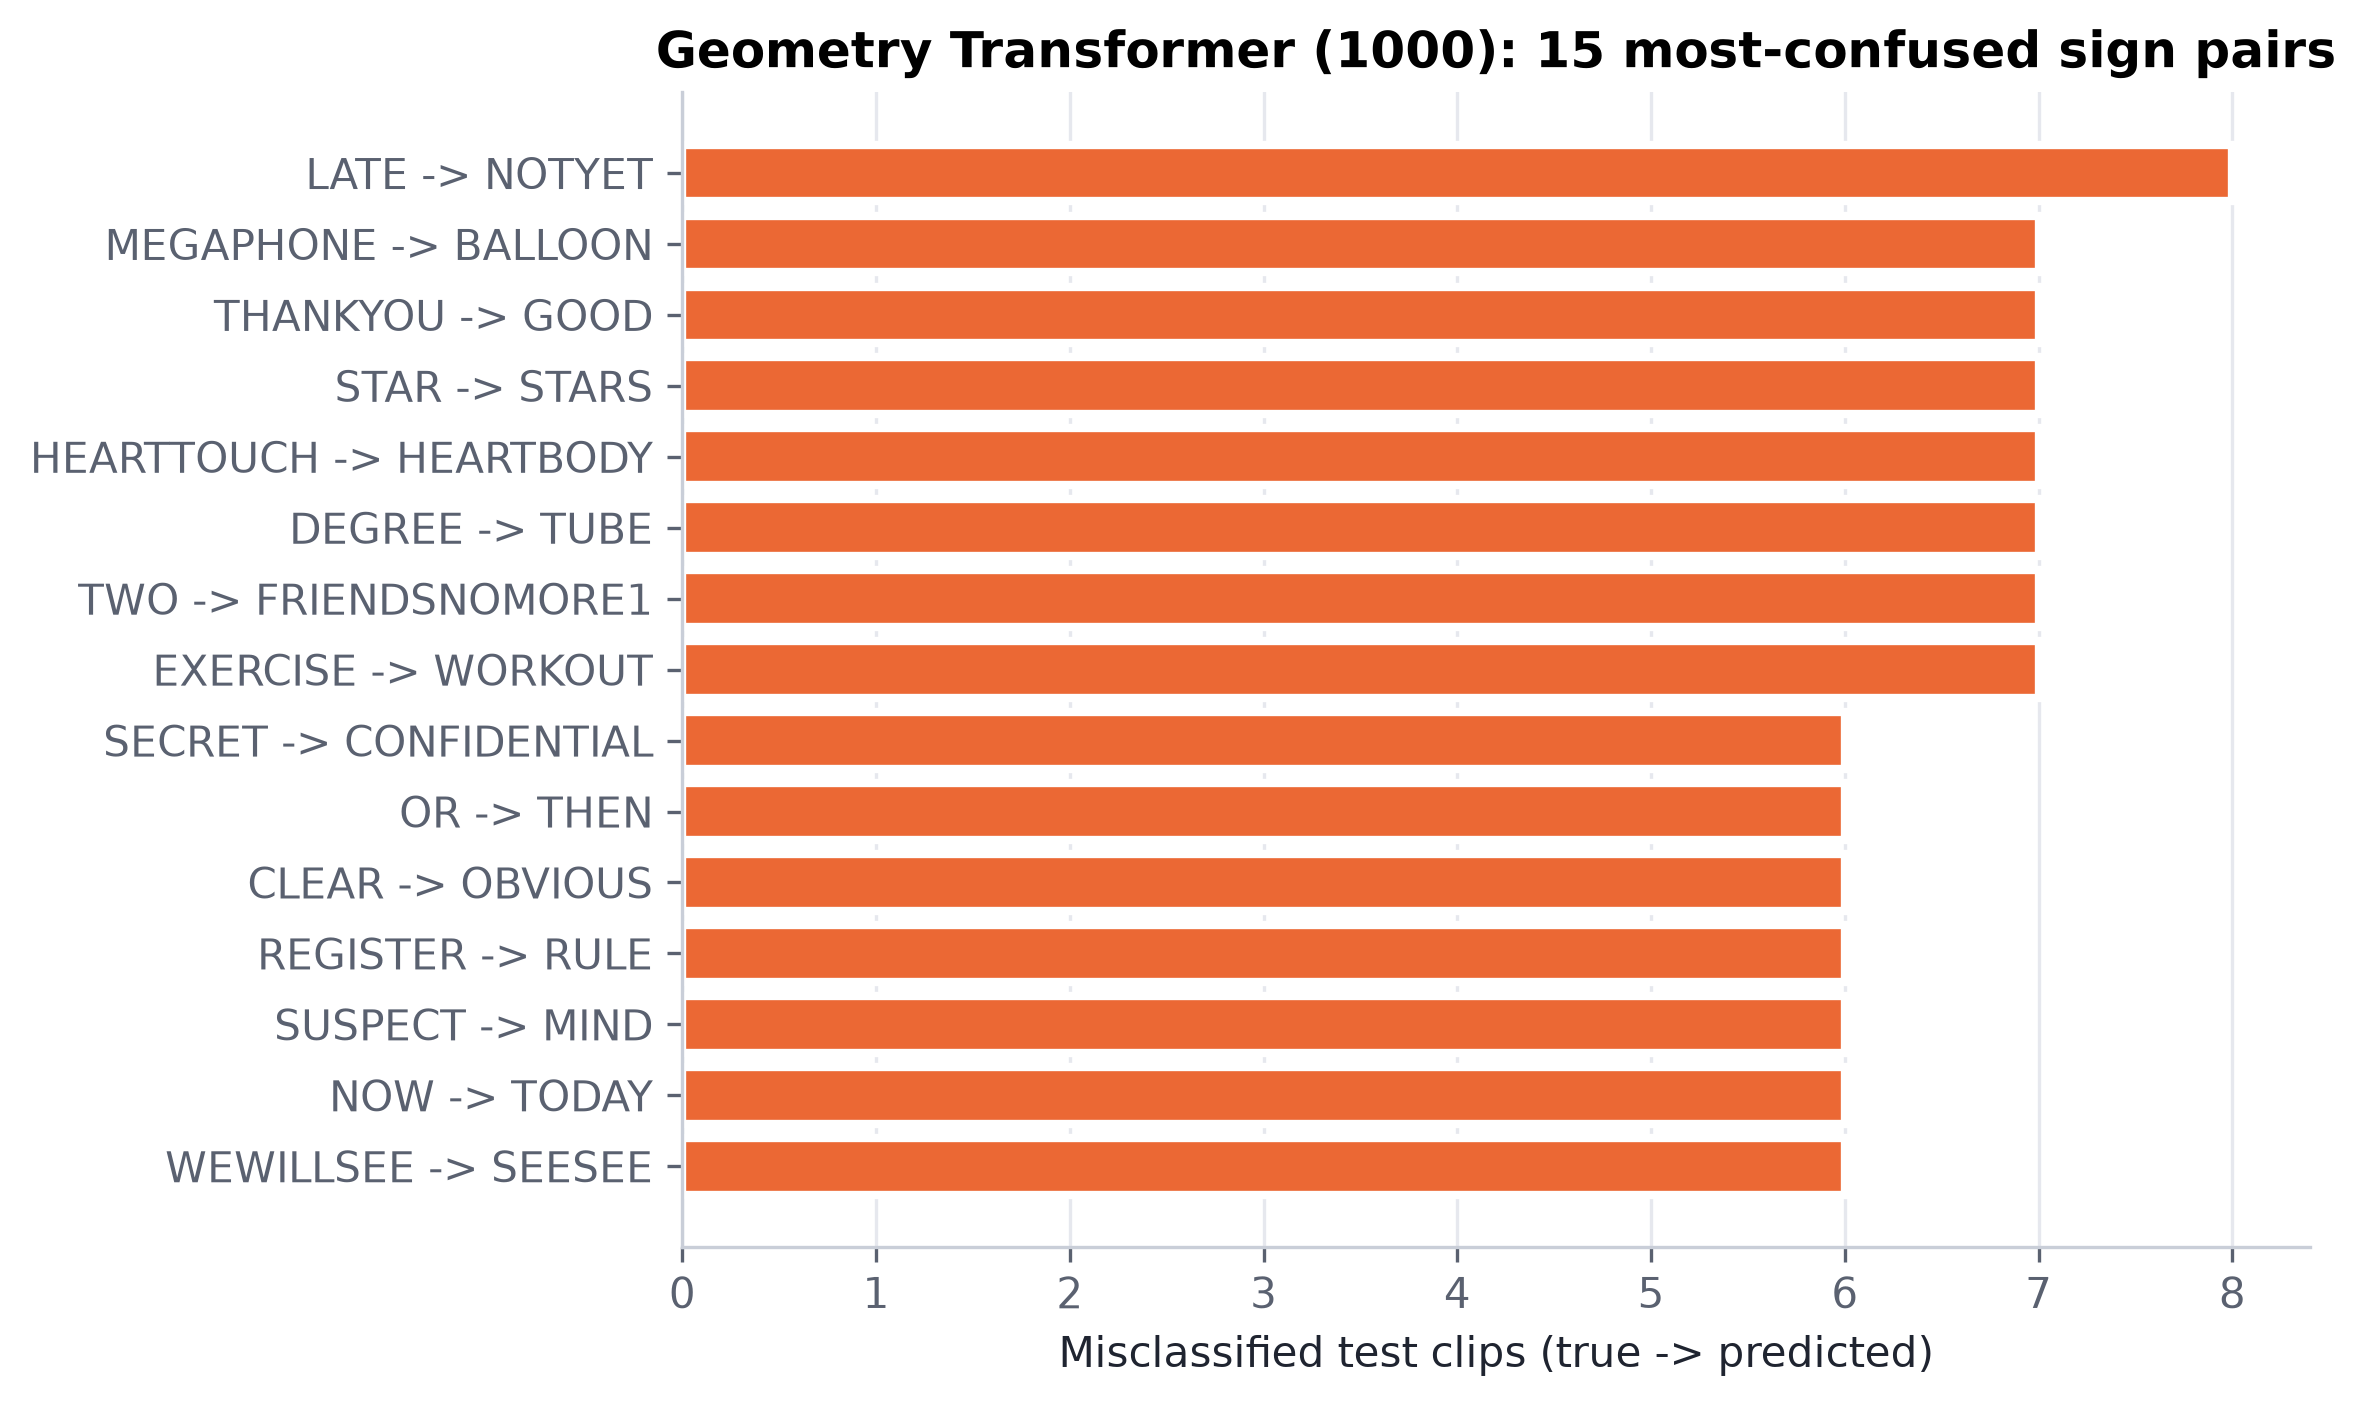 Geometry Transformer (1000): 15 most-confused sign pairs
LATE -> NOTYET
MEGAPHONE -> BALLOON
THANKYOU -> GOOD
STAR -> STARS
HEARTTOUCH -> HEARTBODY
DEGREE -> TUBE
TWO -> FRIENDSNOMORE1
EXERCISE -> WORKOUT
SECRET -> CONFIDENTIAL
OR -> THEN
CLEAR -> OBVIOUS
REGISTER -> RULE
SUSPECT -> MIND
NOW -> TODAY
WEWILLSEE -> SEESEE
0 1 2 3 4 5 6 7 8
Misclassified test clips (true -> predicted)